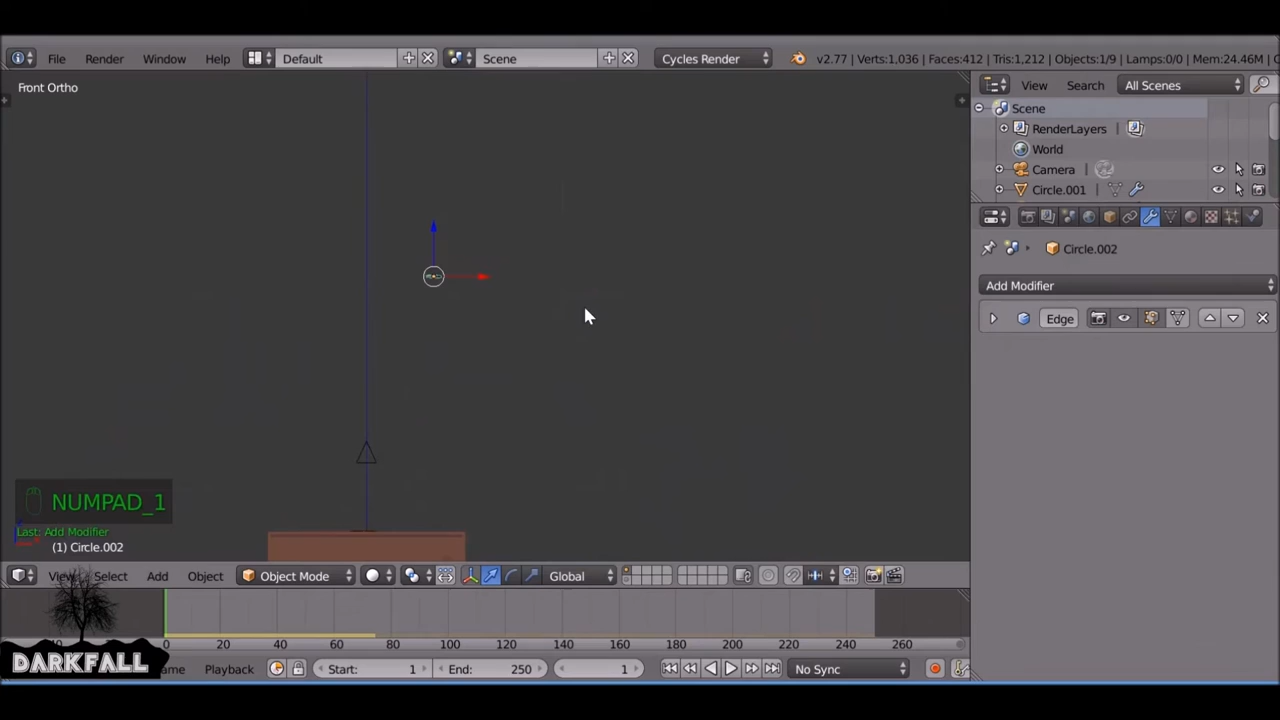 File Render Window Help Default Scene Cycles Render v2.77 | Verts:1,036 | Faces:412 | Tris:1,212 | Objects:1/9 | Lamps:0/0 | Mem:24.46M
Front Ortho
View Search All Scenes
Scene
RenderLayers
World
Camera
Circle.001
Circle.002
Add Modifier
Edge
NUMPAD_1
Last: Add Modifier
(1) Circle.002
View Select Add Object Object Mode Global
0 20 40 60 80 100 120 140 160 180 200 220 240 260
DARKFALL
Playback Start: 1 End: 250 1 No Sync